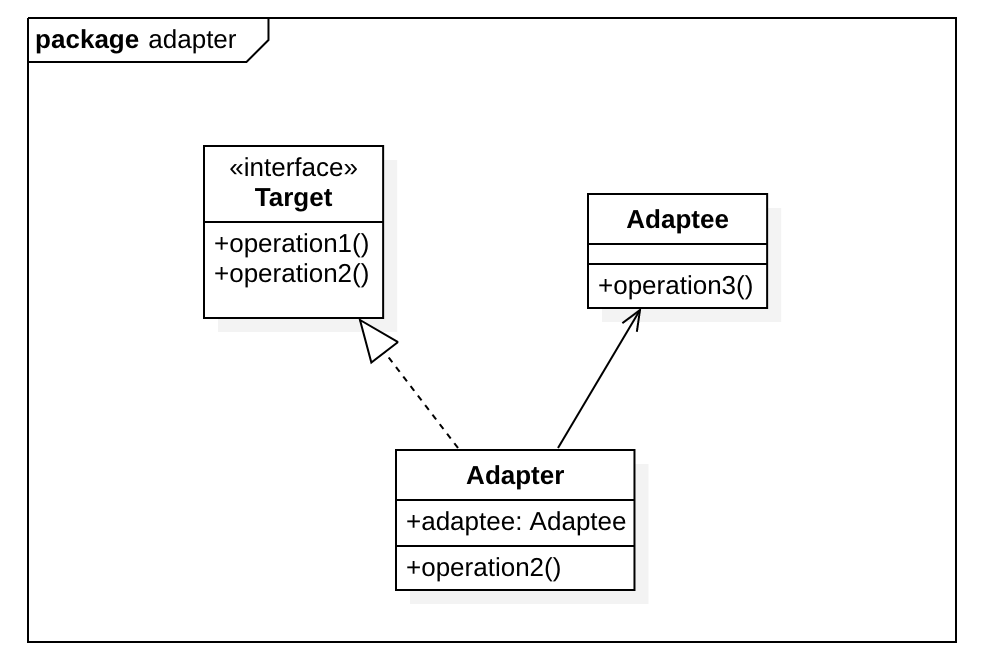 package adapter
«interface»
Target
+operation1()
+operation2()
Adaptee
+operation3()
Adapter
+adaptee: Adaptee
+operation2()